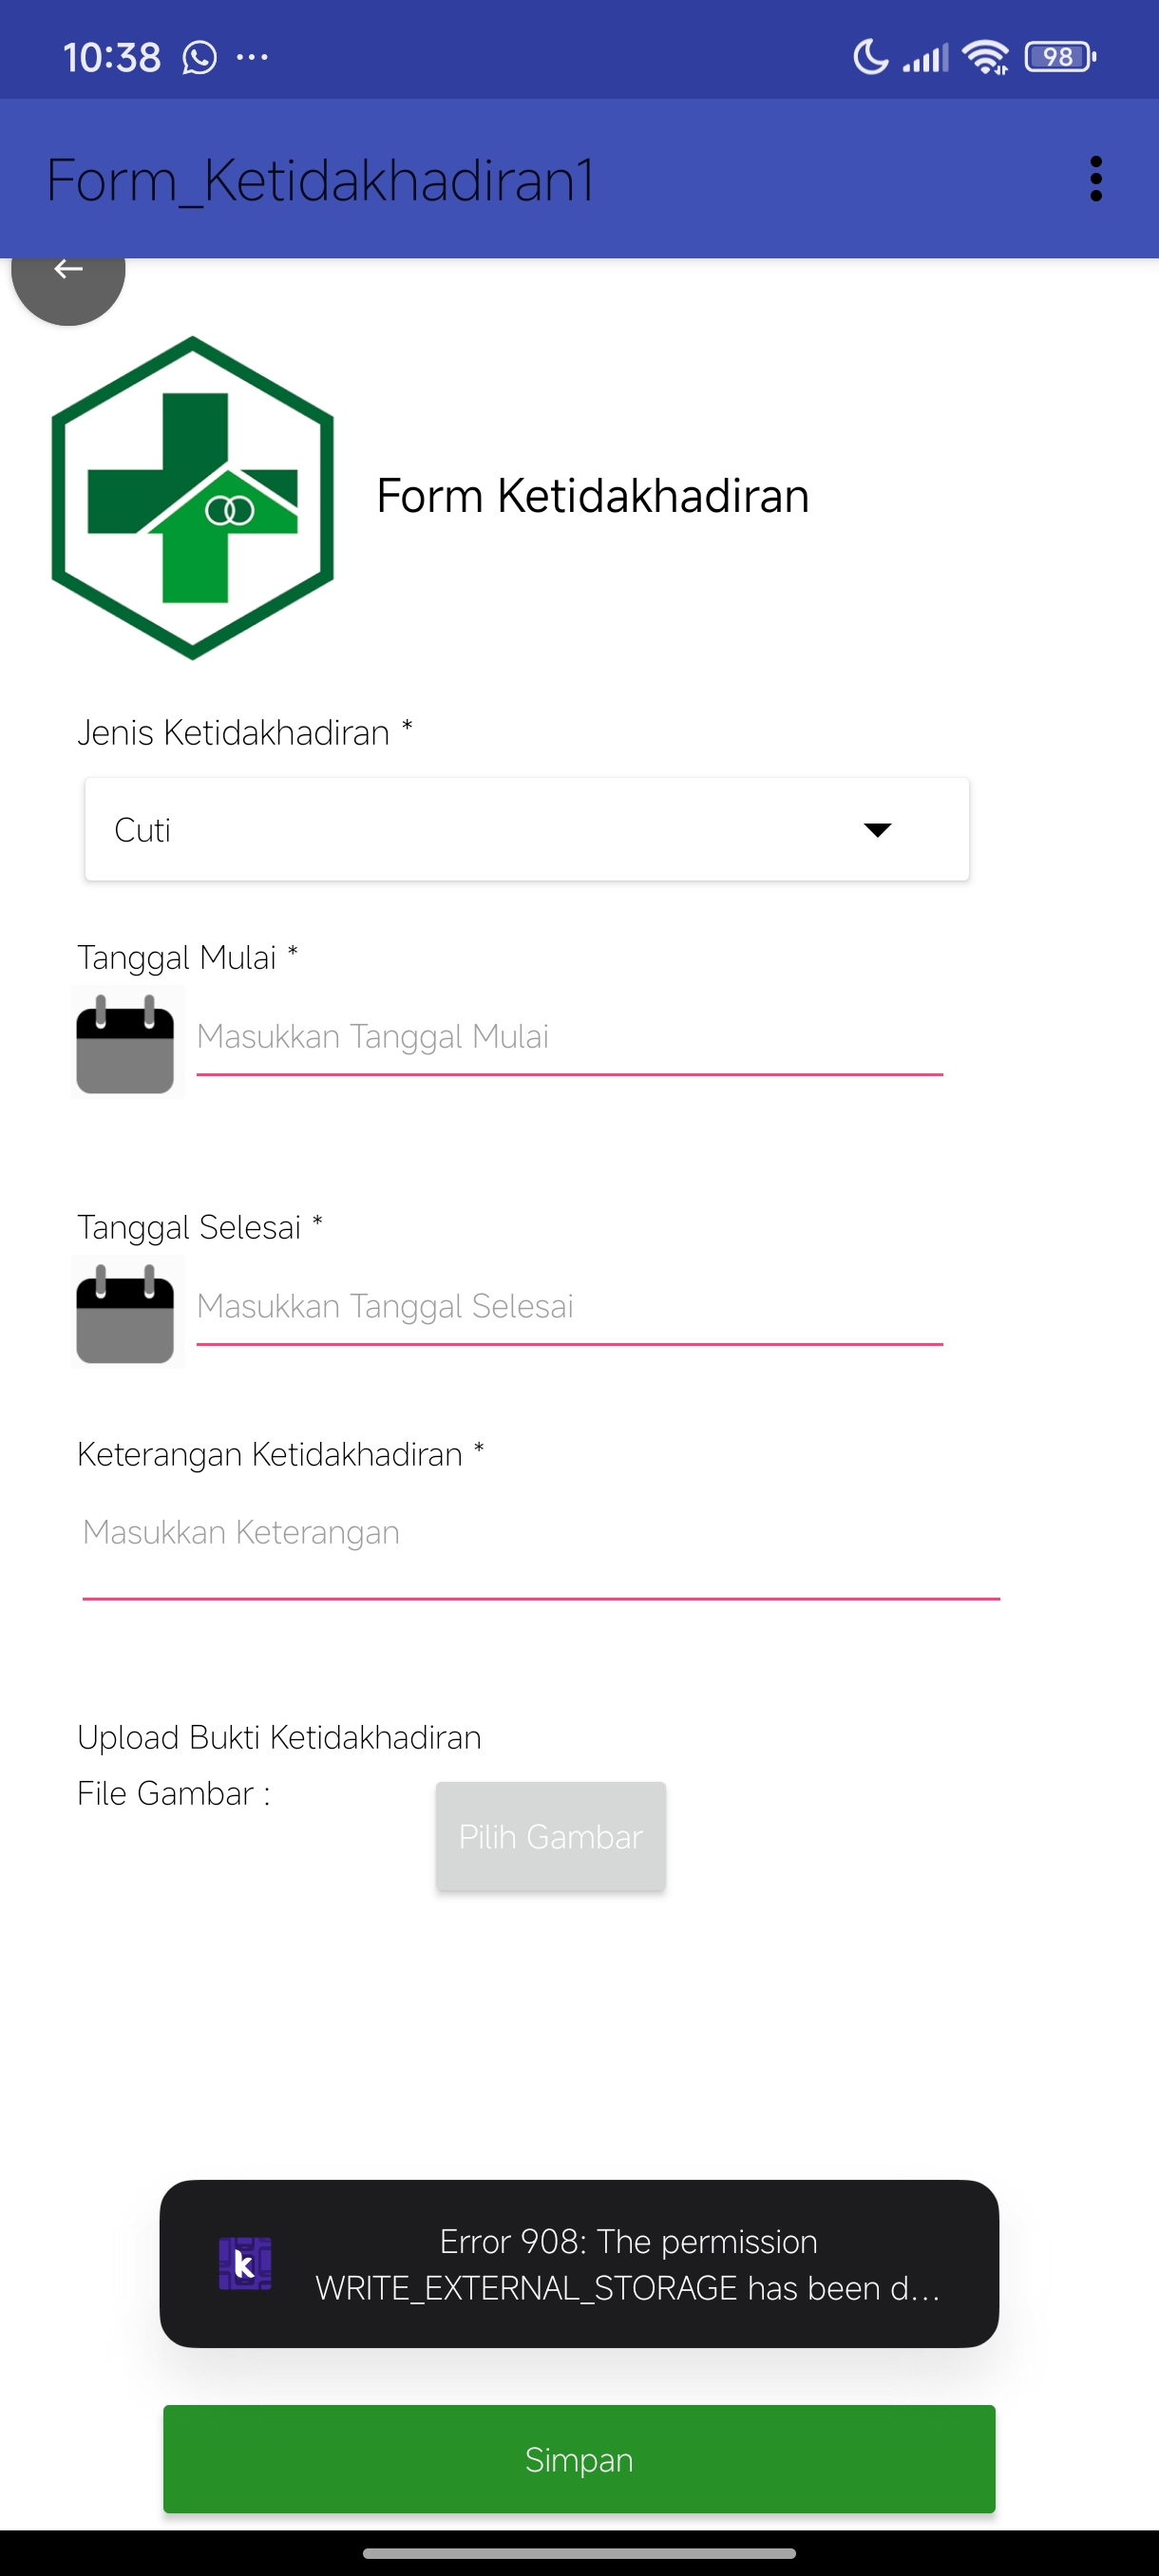 10:38
98
Form_Ketidakhadiran1
Form Ketidakhadiran
Jenis Ketidakhadiran *
Cuti
Tanggal Mulai *
Masukkan Tanggal Mulai
Tanggal Selesai *
Masukkan Tanggal Selesai
Keterangan Ketidakhadiran *
Masukkan Keterangan
Upload Bukti Ketidakhadiran
File Gambar :
Pilih Gambar
k
Error 908: The permission
WRITE_EXTERNAL_STORAGE has been d...
Simpan